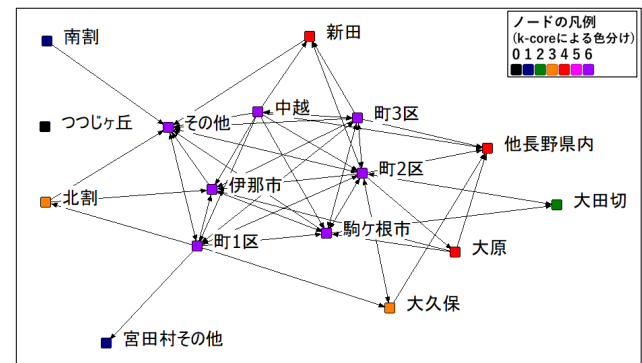 ノードの凡例
(k-coreによる色分け)
0 1 2 3 4 5 6
南割
新田
中越
町3区
つつじヶ丘
その他
他長野県内
町2区
北割
伊那市
大田切
駒ケ根市
町1区
大原
大久保
宮田村その他